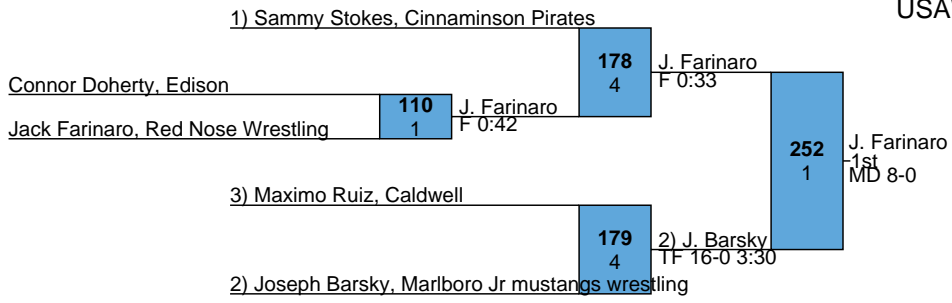 USA
1) Sammy Stokes, Cinnaminson Pirates
178
4
J. Farinaro
F 0:33
Connor Doherty, Edison
110
1
J. Farinaro
F 0:42
Jack Farinaro, Red Nose Wrestling
252
1
J. Farinaro
1st
MD 8-0
3) Maximo Ruiz, Caldwell
179
4
2) J. Barsky
TF 16-0 3:30
2) Joseph Barsky, Marlboro Jr mustangs wrestling